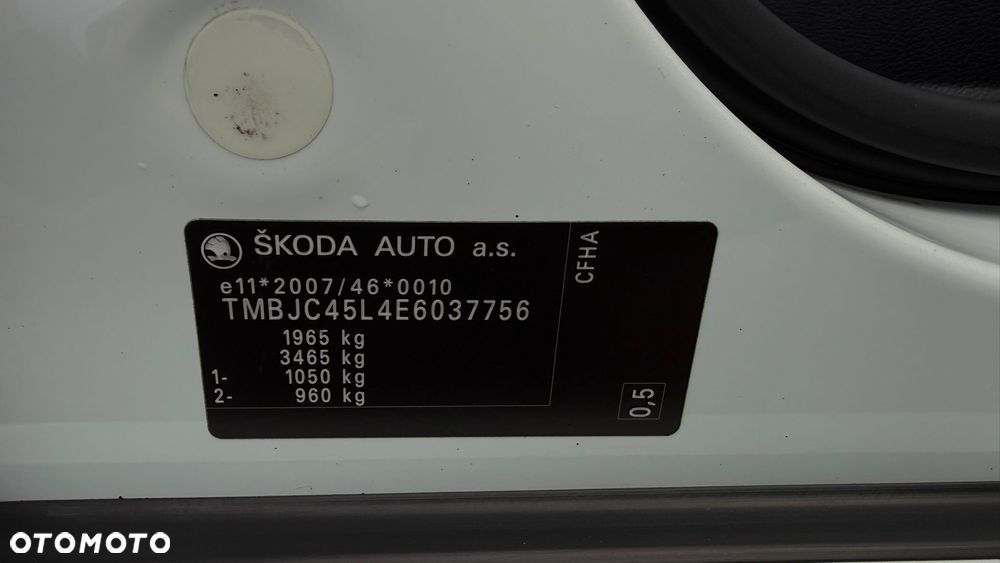 ŠKODA AUTO a.s.
e11*2007/46*0010
TMBJC45L4E6037756
1965 kg
3465 kg
1- 1050 kg
2- 960 kg
CFHA
0,5
OTOMOTO